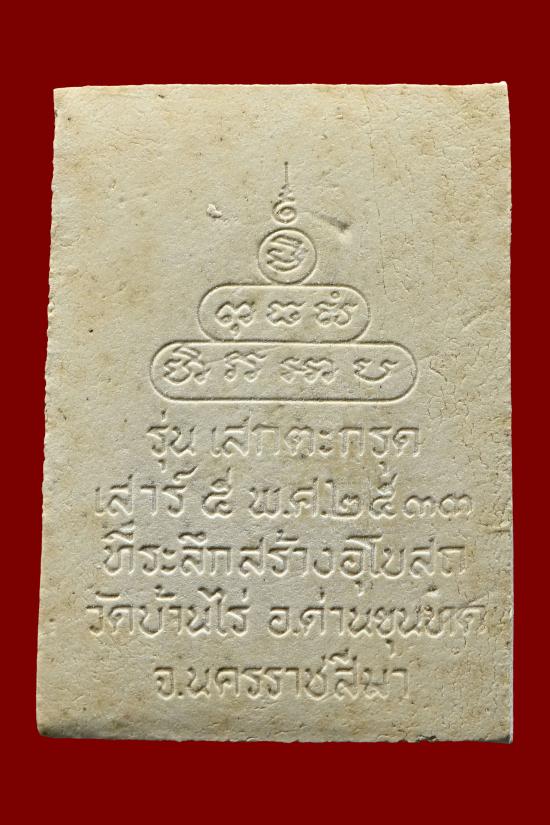 รุ่น เสกตะกรุด
เสาร์ ๕ พ.ศ.๒๕๓๓
ที่ระลึกสร้างอุโบสถ
วัดบ้านไร่ อ.ด่านขุนทด
จ.นครราชสีมา